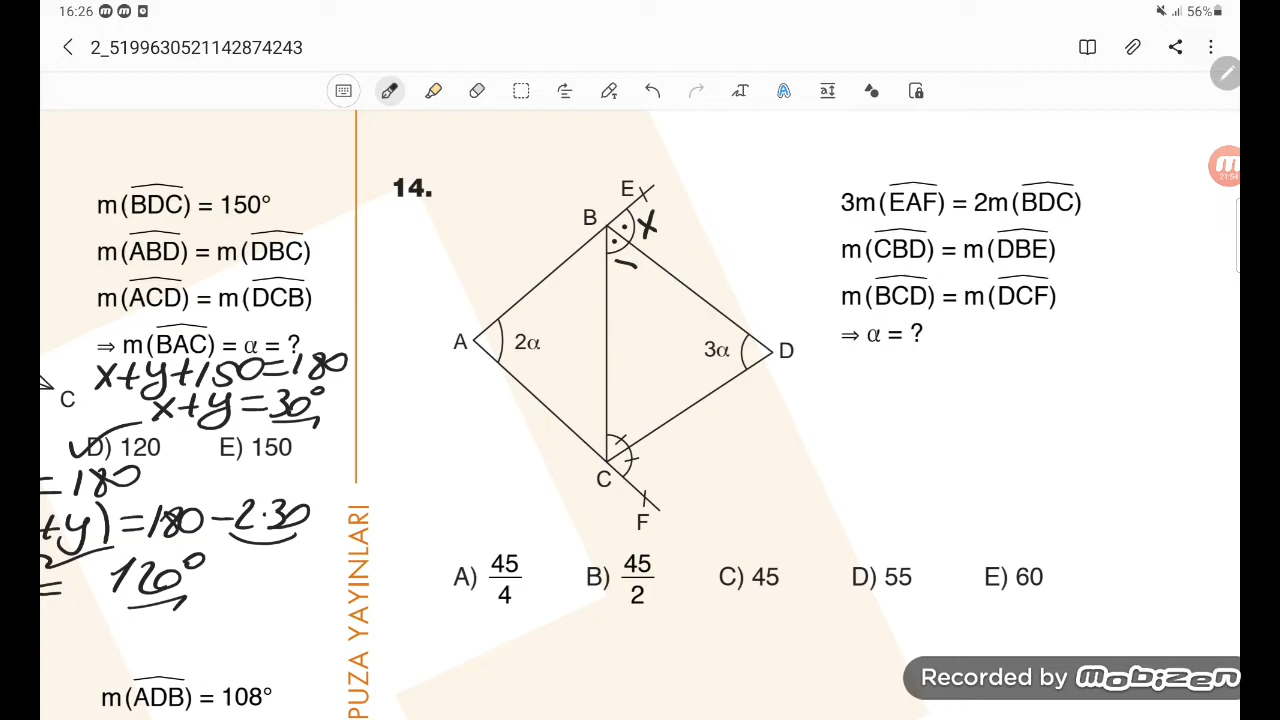 16:26
56%
2_5199630521142874243
m(BDC) = 150°
m(ABD) = m(DBC)
m(ACD) = m(DCB)
⇒ m(BAC) = α = ?
x+y+150=180
x+y=30°
C
D) 120 E) 150
=180
+y)=180-2·30
= 120°
m(ADB) = 108°
PUZA YAYINLARI
14.
E
B
x
A
2α
3α
D
C
F
3m(EAF) = 2m(BDC)
m(CBD) = m(DBE)
m(BCD) = m(DCF)
⇒ α = ?
A) 45/4 B) 45/2 C) 45 D) 55 E) 60
21:54
Recorded by mobizen